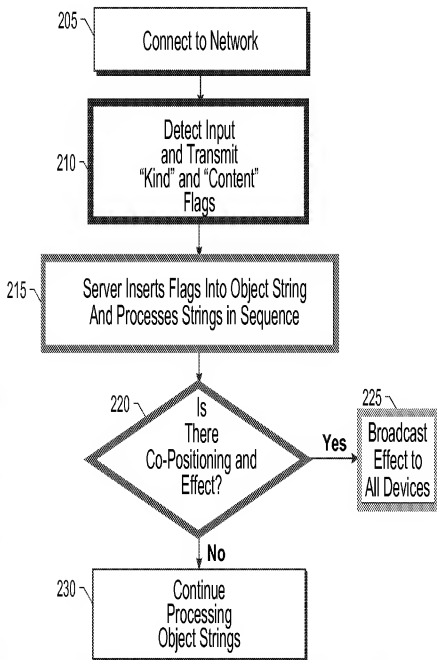 205
Connect to Network
210
Detect Input
and Transmit
“Kind” and “Content”
Flags
215
Server Inserts Flags Into Object String
And Processes Strings in Sequence
220
Is
There
Co-Positioning and
Effect?
Yes
225
Broadcast
Effect to
All Devices
No
230
Continue
Processing
Object Strings